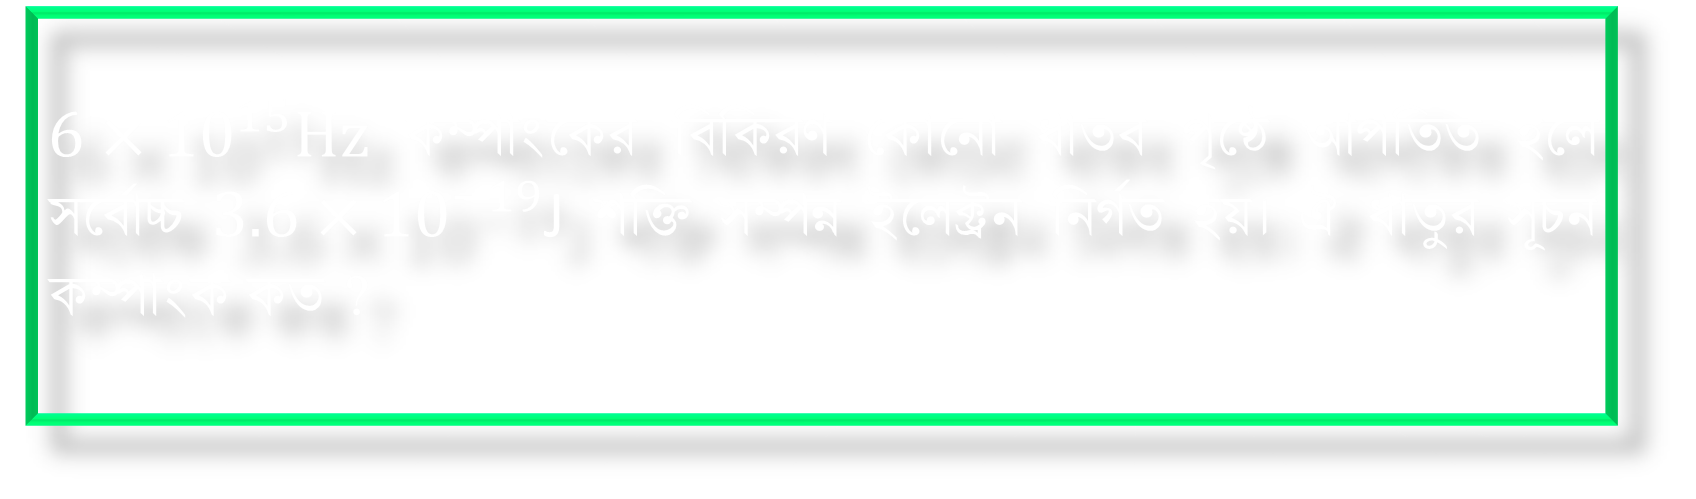 6 × 10¹⁵Hz কম্পাংকের বিকিরণ কোনো ধাতব পৃষ্ঠে আপতিত হলে
সর্বোচ্চ 3.6 × 10⁻¹⁹J শক্তি সম্পন্ন ইলেক্ট্রন নির্গত হয়। ঐ ধাতুর সূচন
কম্পাংক কত ?